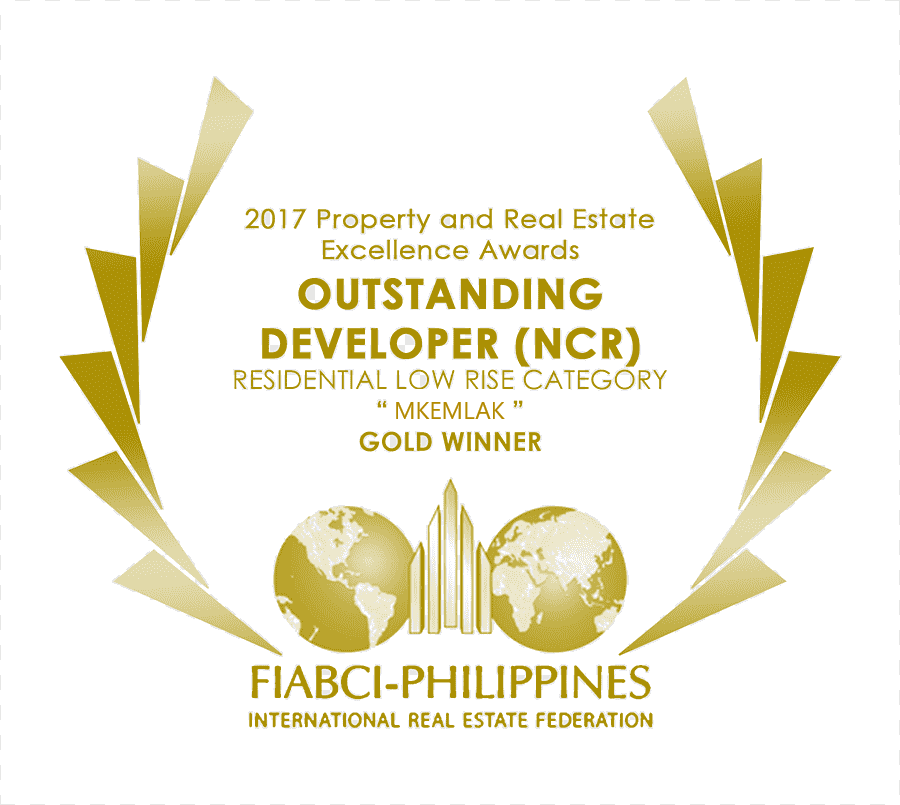 2017 Property and Real Estate
Excellence Awards
OUTSTANDING
DEVELOPER (NCR)
RESIDENTIAL LOW RISE CATEGORY
“ MKEMLAK ”
GOLD WINNER
FIABCI-PHILIPPINES
INTERNATIONAL REAL ESTATE FEDERATION